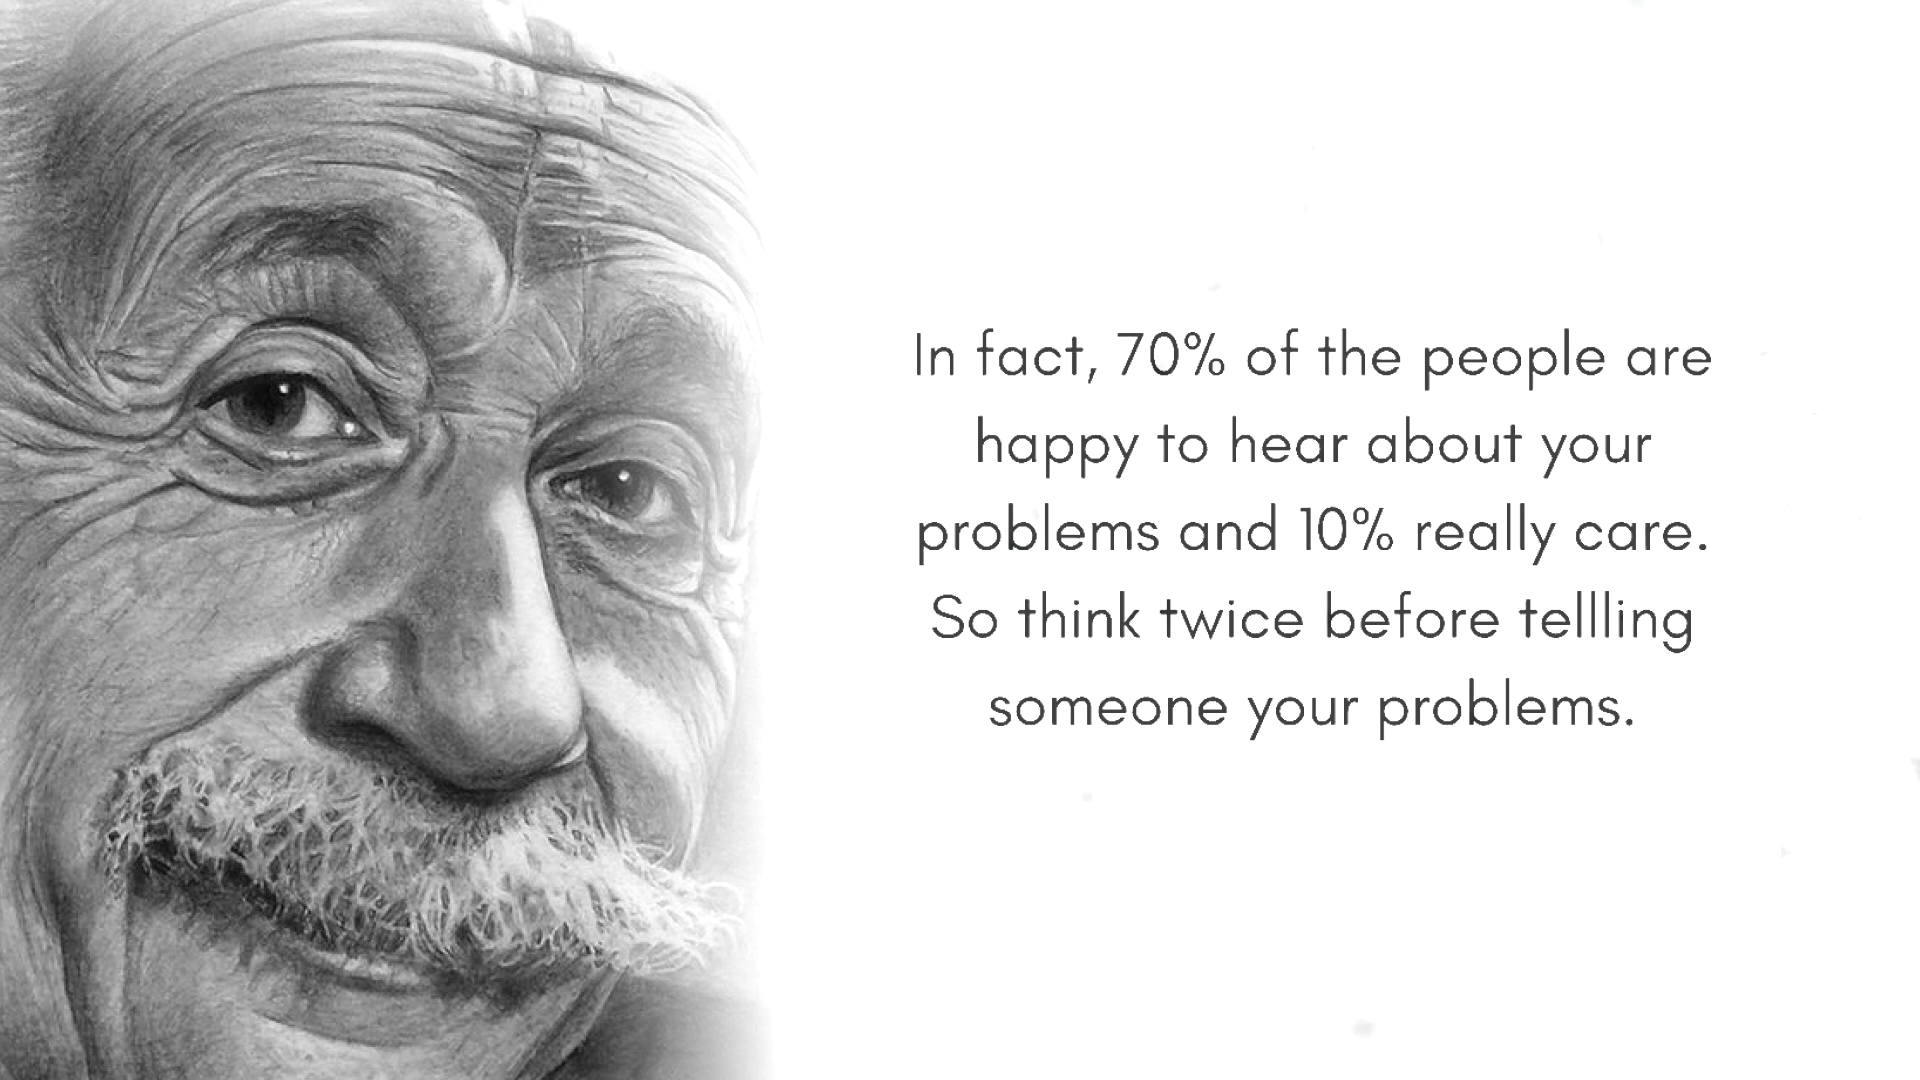 In fact, 70% of the people are
happy to hear about your
problems and 10% really care.
So think twice before tellling
someone your problems.